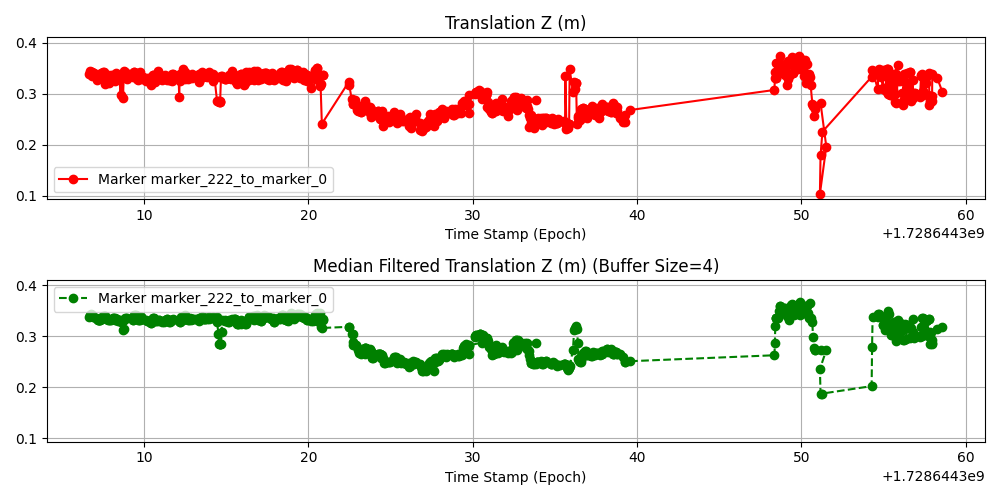 Translation Z (m)
0.4
0.3
0.2
0.1
Marker marker_222_to_marker_0
10 20 30 40 50 60
Time Stamp (Epoch)
+1.7286443e9
Median Filtered Translation Z (m) (Buffer Size=4)
0.4
0.3
0.2
0.1
Marker marker_222_to_marker_0
10 20 30 40 50 60
Time Stamp (Epoch)
+1.7286443e9